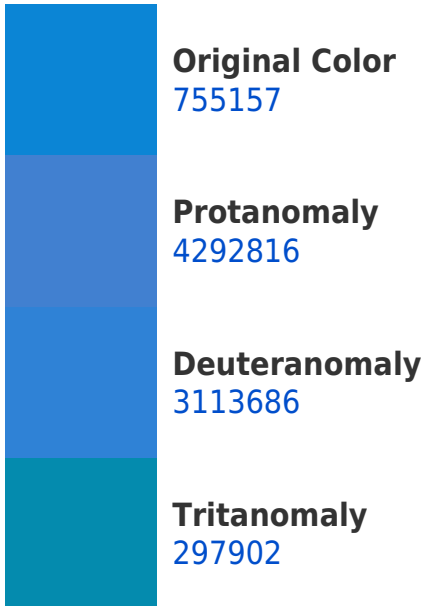 Original Color
755157
Protanomaly
4292816
Deuteranomaly
3113686
Tritanomaly
297902